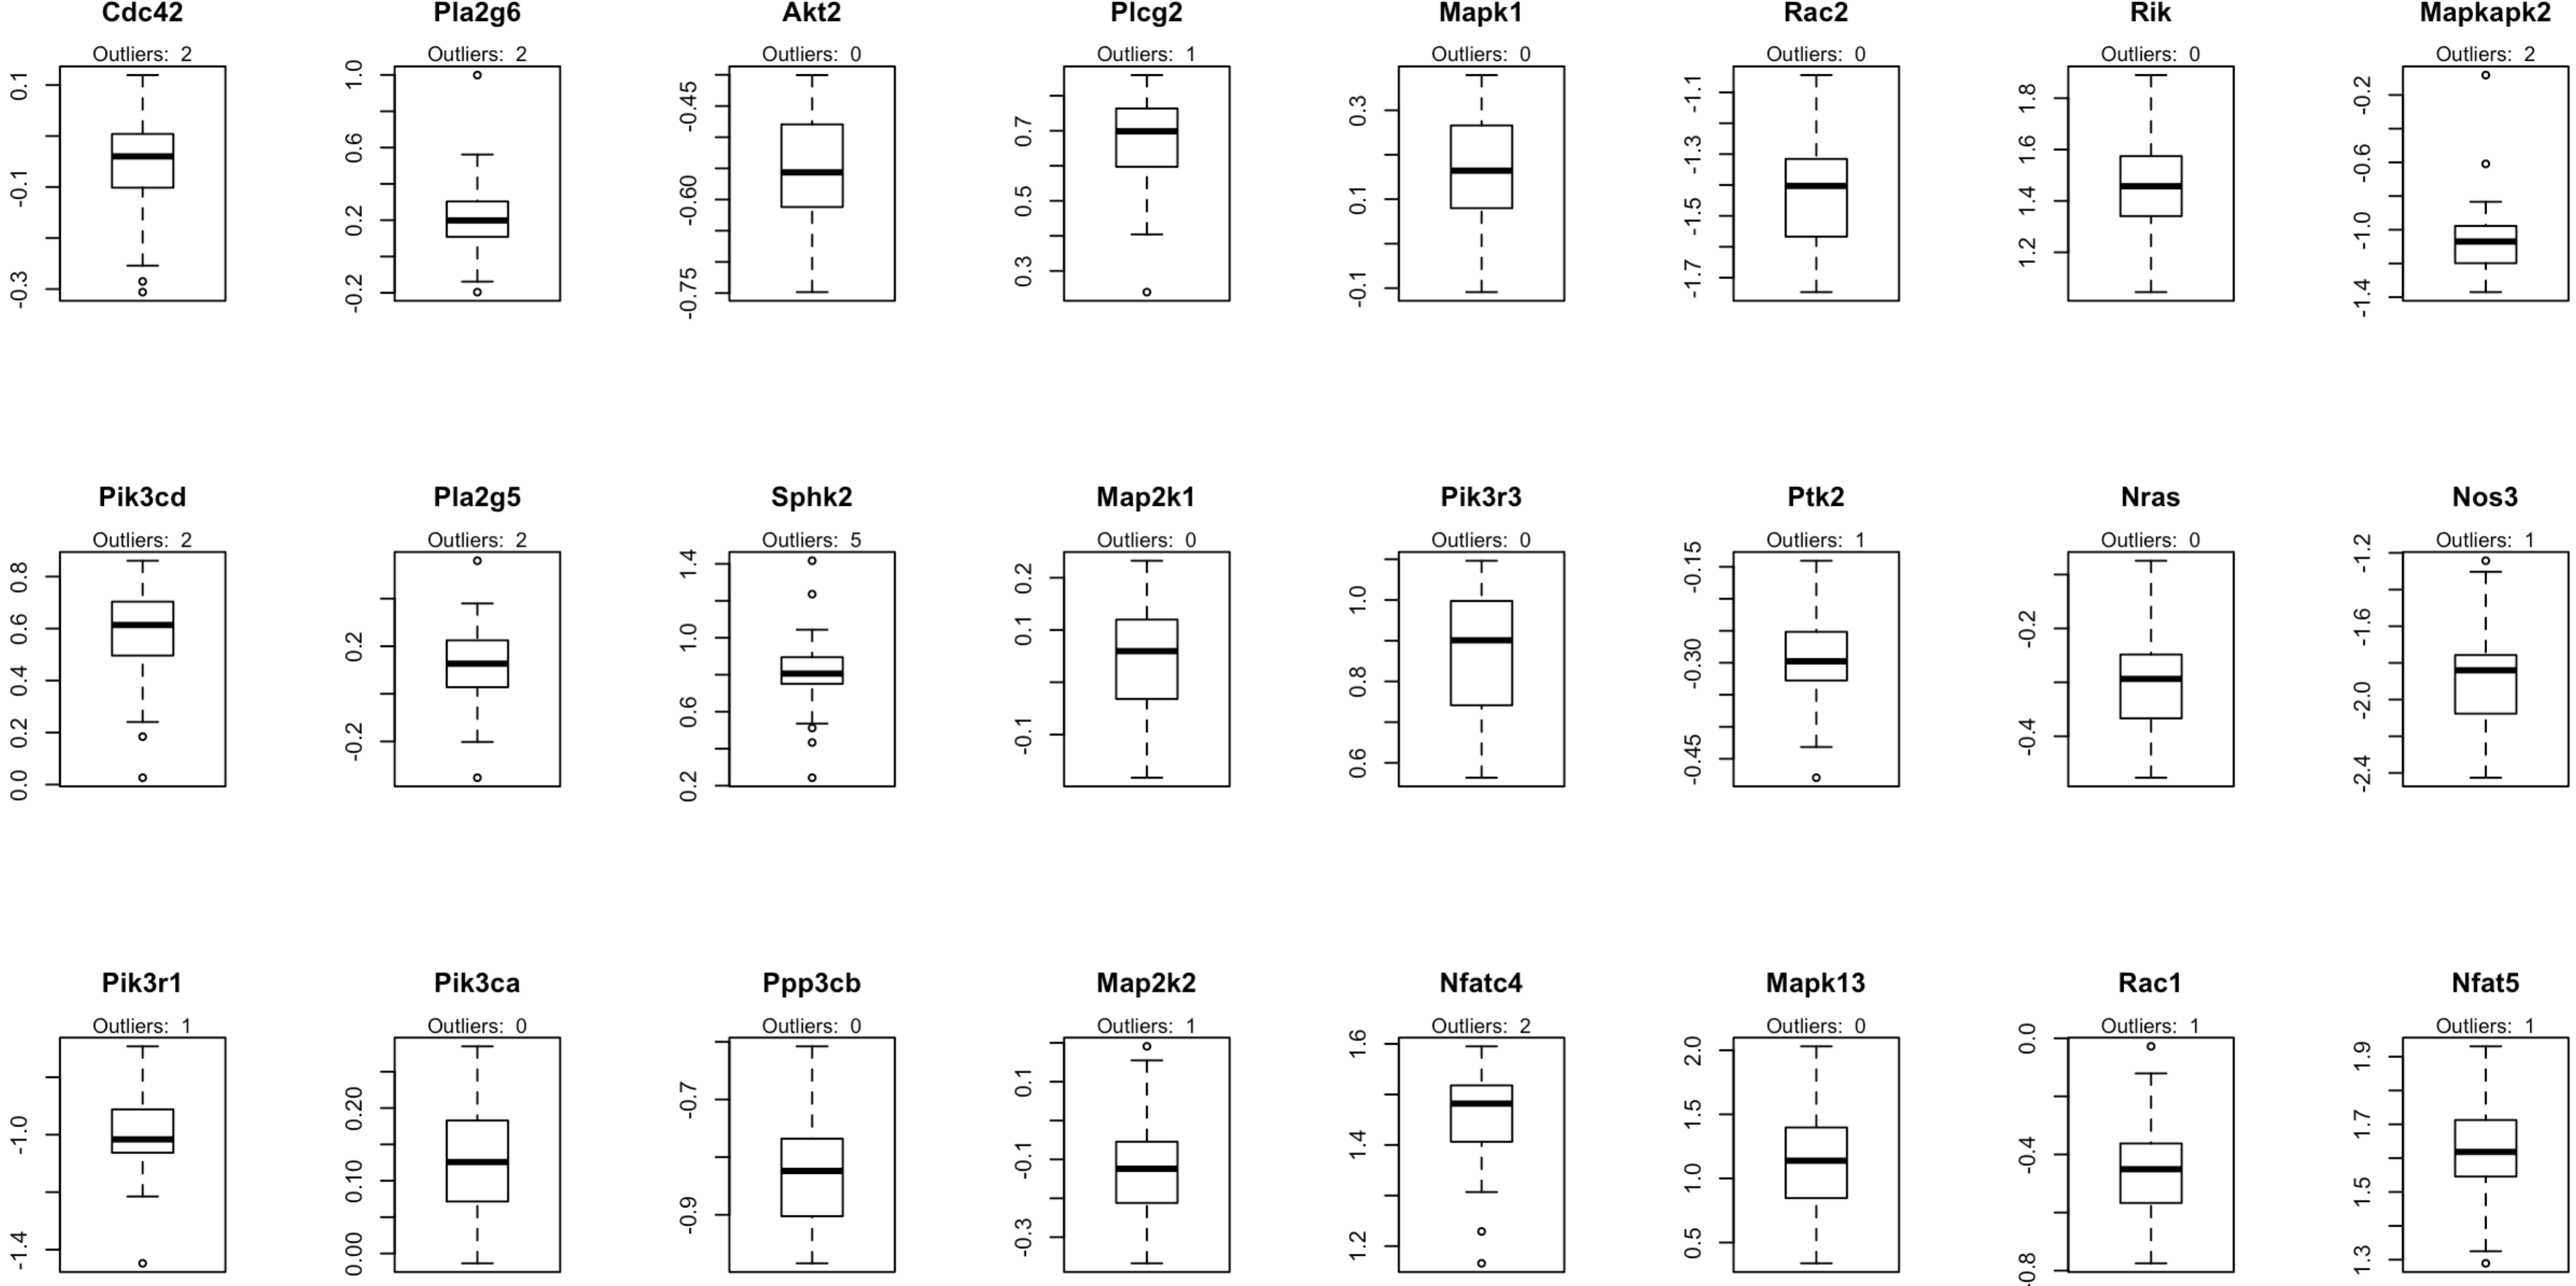 Cdc42 Pla2g6 Akt2 Plcg2 Mapk1 Rac2 Rik Mapkapk2
Outliers: 2 Outliers: 2 Outliers: 0 Outliers: 1 Outliers: 0 Outliers: 0 Outliers: 0 Outliers: 2
0.1 -0.1 -0.3
1.0 0.6 0.2 -0.2
-0.45 -0.60 -0.75
0.7 0.5 0.3
0.3 0.1 -0.1
-1.1 -1.3 -1.5 -1.7
1.8 1.6 1.4 1.2
-0.2 -0.6 -1.0 -1.4
Pik3cd Pla2g5 Sphk2 Map2k1 Pik3r3 Ptk2 Nras Nos3
Outliers: 2 Outliers: 2 Outliers: 5 Outliers: 0 Outliers: 0 Outliers: 1 Outliers: 0 Outliers: 1
0.8 0.6 0.4 0.2 0.0
0.2 -0.2
1.4 1.0 0.6 0.2
0.2 0.1 -0.1
1.0 0.8 0.6
-0.15 -0.30 -0.45
-0.2 -0.4
-1.2 -1.6 -2.0 -2.4
Pik3r1 Pik3ca Ppp3cb Map2k2 Nfatc4 Mapk13 Rac1 Nfat5
Outliers: 1 Outliers: 0 Outliers: 0 Outliers: 1 Outliers: 2 Outliers: 0 Outliers: 1 Outliers: 1
-1.0 -1.4
0.20 0.10 0.00
-0.7 -0.9
0.1 -0.1 -0.3
1.6 1.4 1.2
2.0 1.5 1.0 0.5
0.0 -0.4 -0.8
1.9 1.7 1.5 1.3